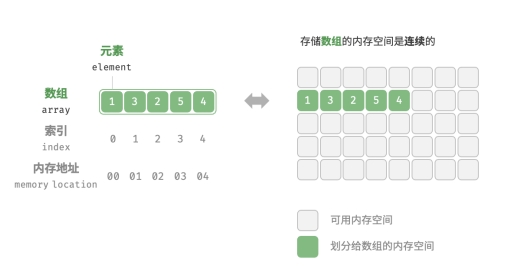 元素
element
数组
array
1 3 2 5 4
索引
index
0 1 2 3 4
内存地址
memory location
00 01 02 03 04
存储数组的内存空间是连续的
1 3 2 5 4
可用内存空间
划分给数组的内存空间